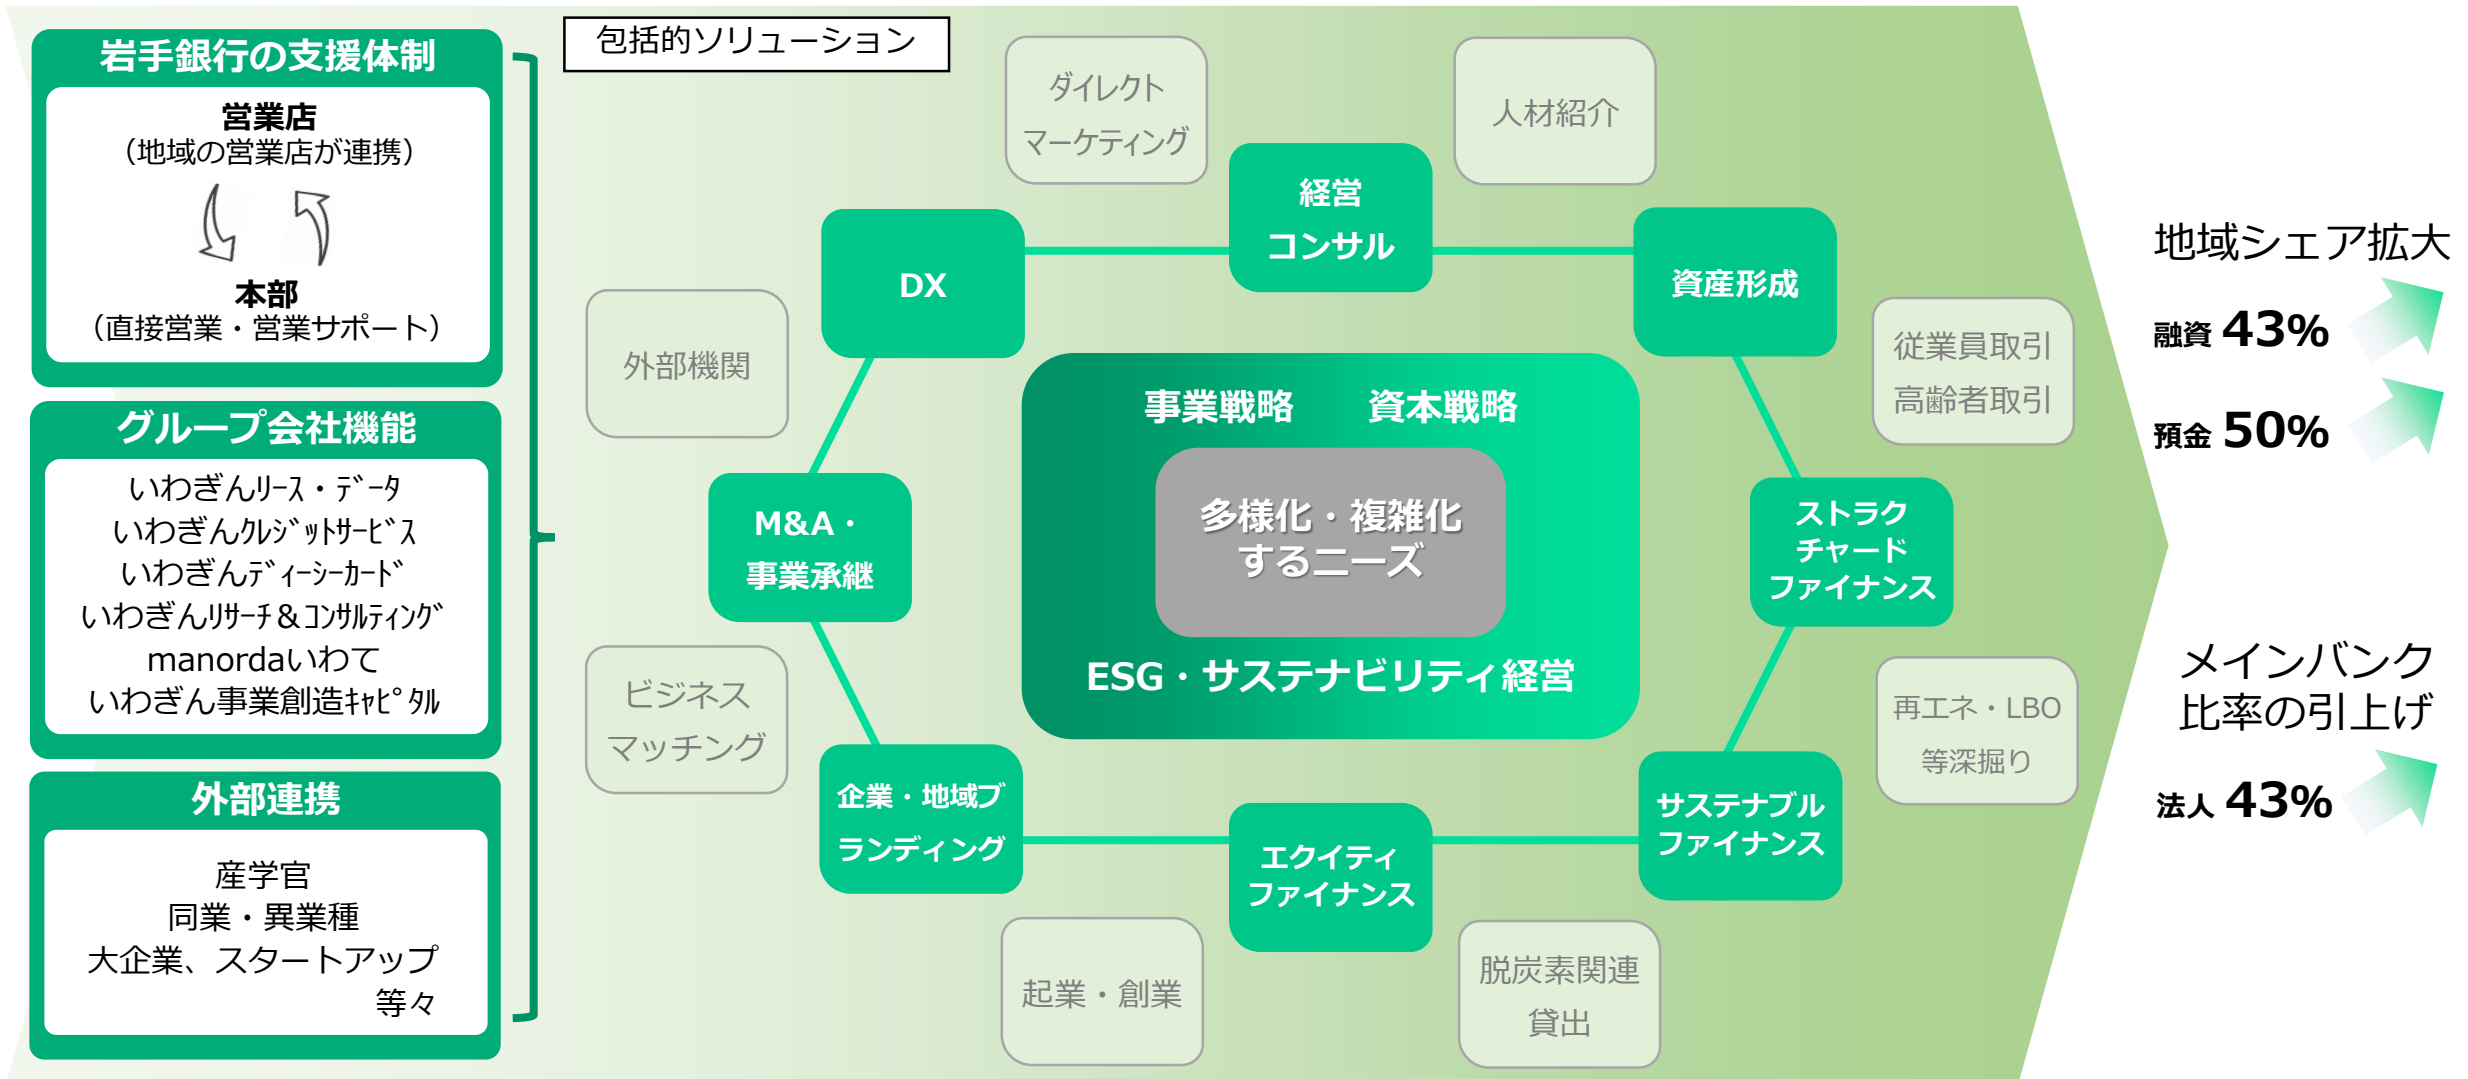 岩手銀行の支援体制
営業店
（地域の営業店が連携）
本部
（直接営業・営業サポート）
グループ会社機能
いわぎんﾘｰｽ・ﾃﾞｰﾀ
いわぎんｸﾚｼﾞｯﾄｻｰﾋﾞｽ
いわぎんﾃﾞｨｰｼｰｶｰﾄﾞ
いわぎんﾘｻｰﾁ＆ｺﾝｻﾙﾃｨﾝｸﾞ
manordaいわて
いわぎん事業創造ｷｬﾋﾟﾀﾙ
外部連携
産学官
同業・異業種
大企業、スタートアップ
等々
包括的ソリューション
ダイレクト
マーケティング
人材紹介
経営
コンサル
DX
資産形成
外部機関
従業員取引
高齢者取引
事業戦略　資本戦略
多様化・複雑化
するニーズ
ESG・サステナビリティ経営
M&A・
事業承継
ストラク
チャード
ファイナンス
ビジネス
マッチング
再エネ・LBO
等深掘り
企業・地域ブ
ランディング
エクイティ
ファイナンス
サステナブル
ファイナンス
起業・創業
脱炭素関連
貸出
地域シェア拡大
融資 43%
預金 50%
メインバンク
比率の引上げ
法人 43%